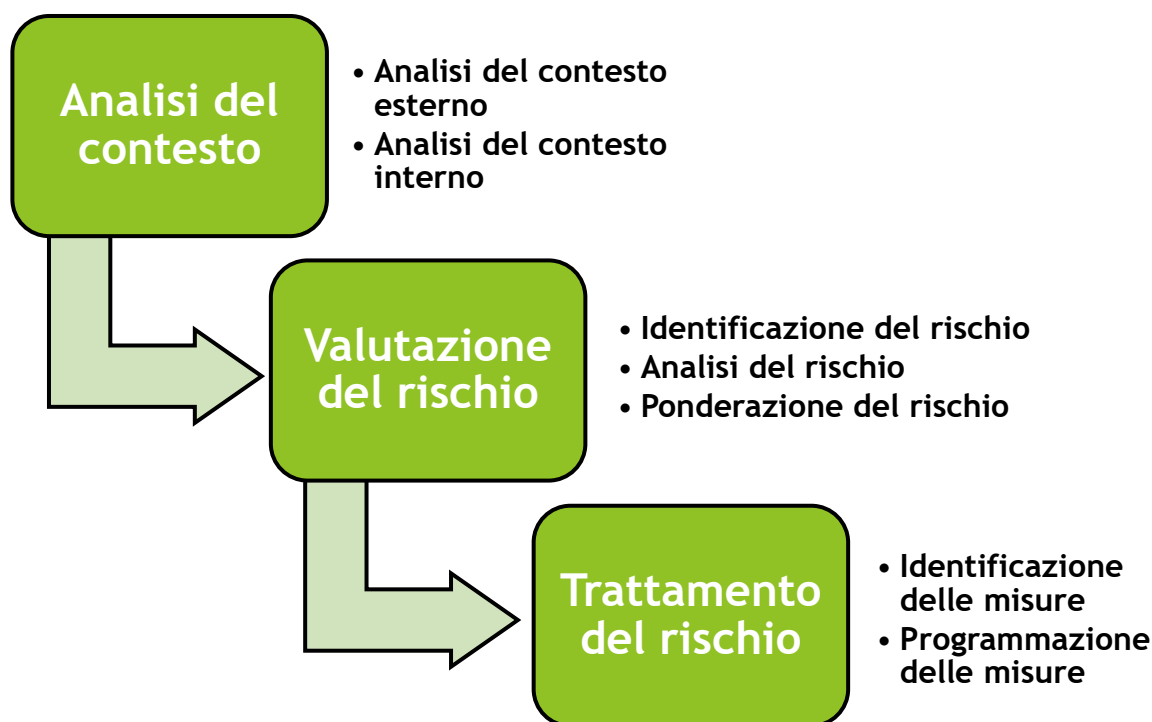 Analisi del
contesto
• Analisi del contesto
esterno
• Analisi del contesto
interno
Valutazione
del rischio
• Identificazione del rischio
• Analisi del rischio
• Ponderazione del rischio
Trattamento
del rischio
• Identificazione
delle misure
• Programmazione
delle misure